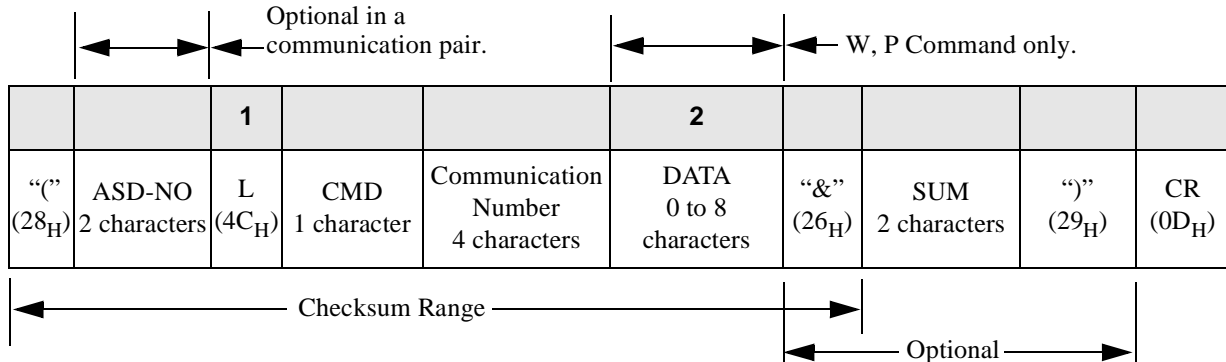 Optional in a
communication pair.
W, P Command only.
1
2
“(”
(28H)
ASD-NO
2 characters
L
(4CH)
CMD
1 character
Communication
Number
4 characters
DATA
0 to 8
characters
“&”
(26H)
SUM
2 characters
“)”
(29H)
CR
(0DH)
Checksum Range
Optional